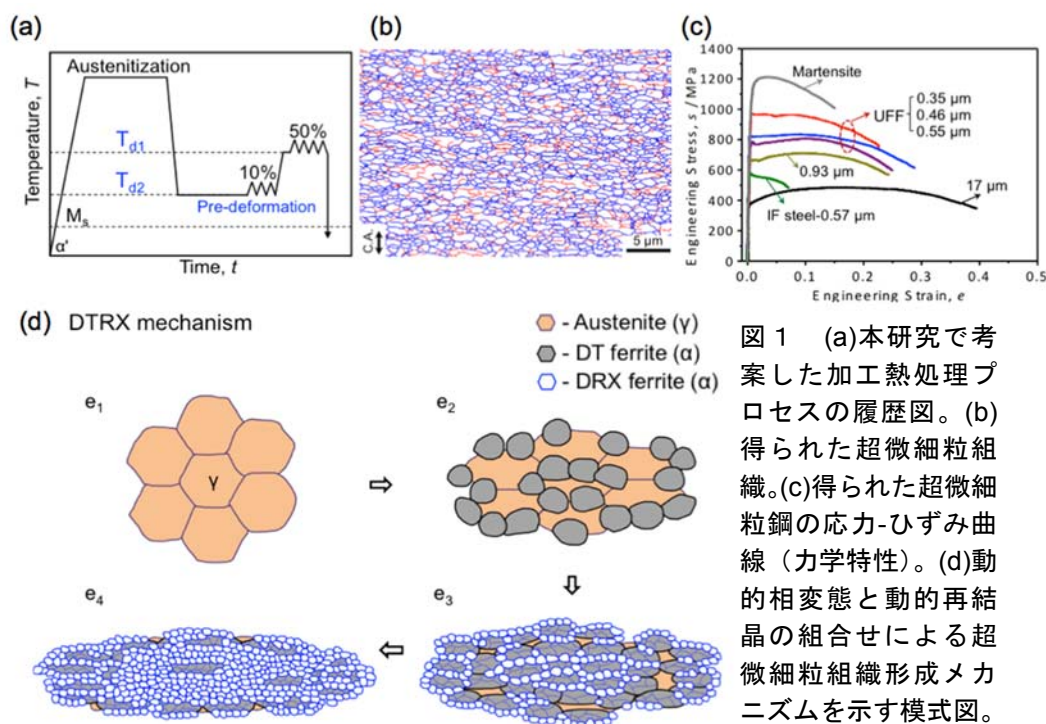 (a)
Austenitization
T_d1
50%
T_d2
10%
Pre-deformation
M_s
α'
Temperature, T
Time, t
(b)
C.A.
5 μm
(c)
1400
1200
1000
800
600
400
200
0
Engineering Stress, s / MPa
Martensite
UFF
0.35 μm
0.46 μm
0.55 μm
0.93 μm
17 μm
IF steel-0.57 μm
0.0 0.1 0.2 0.3 0.4 0.5
Engineering Strain, e
(d) DTRX mechanism
- Austenite (γ)
- DT ferrite (α)
- DRX ferrite (α)
e₁
γ
e₂
e₄
e₃
図1 (a)本研究で考
案した加工熱処理プ
ロセスの履歴図。(b)
得られた超微細粒組
織。(c)得られた超微細
粒鋼の応力-ひずみ曲
線（力学特性）。(d)動
的相変態と動的再結
晶の組合せによる超
微細粒組織形成メカ
ニズムを示す模式図。